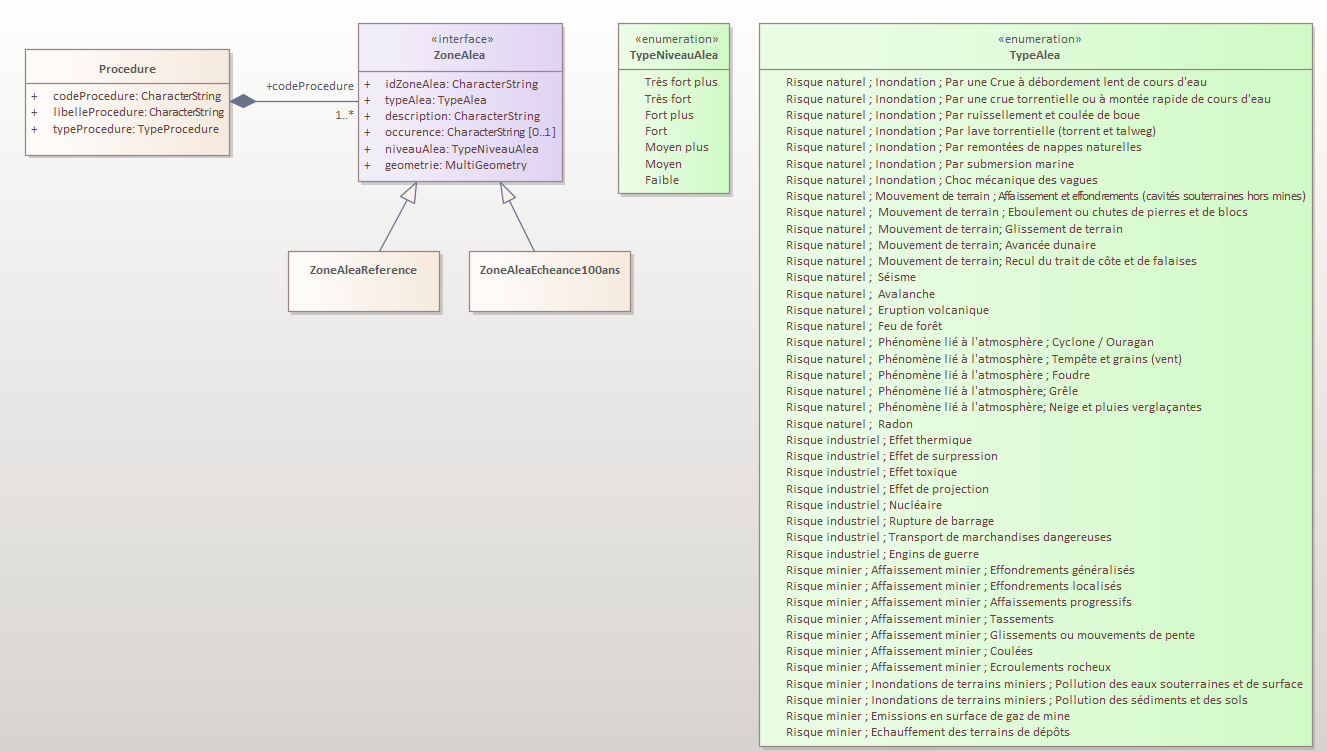 Procedure
+ codeProcedure: CharacterString
+ libelleProcedure: CharacterString
+ typeProcedure: TypeProcedure
+codeProcedure
1..*
«interface»
ZoneAlea
+ idZoneAlea: CharacterString
+ typeAlea: TypeAlea
+ description: CharacterString
+ occurence: CharacterString [0..1]
+ niveauAlea: TypeNiveauAlea
+ geometrie: MultiGeometry
ZoneAleaReference
ZoneAleaEcheance100ans
«enumeration»
TypeNiveauAlea
Très fort plus
Très fort
Fort plus
Fort
Moyen plus
Moyen
Faible
«enumeration»
TypeAlea
Risque naturel ; Inondation ; Par une Crue à débordement lent de cours d'eau
Risque naturel ; Inondation ; Par une crue torrentielle ou à montée rapide de cours d'eau
Risque naturel ; Inondation ; Par ruissellement et coulée de boue
Risque naturel ; Inondation ; Par lave torrentielle (torrent et talweg)
Risque naturel ; Inondation ; Par remontées de nappes naturelles
Risque naturel ; Inondation ; Par submersion marine
Risque naturel ; Inondation ; Choc mécanique des vagues
Risque naturel ; Mouvement de terrain ; Affaissement et effondrements (cavités souterraines hors mines)
Risque naturel ; Mouvement de terrain ; Eboulement ou chutes de pierres et de blocs
Risque naturel ; Mouvement de terrain; Glissement de terrain
Risque naturel ; Mouvement de terrain; Avancée dunaire
Risque naturel ; Mouvement de terrain; Recul du trait de côte et de falaises
Risque naturel ; Séisme
Risque naturel ; Avalanche
Risque naturel ; Eruption volcanique
Risque naturel ; Feu de forêt
Risque naturel ; Phénomène lié à l'atmosphère ; Cyclone / Ouragan
Risque naturel ; Phénomène lié à l'atmosphère ; Tempête et grains (vent)
Risque naturel ; Phénomène lié à l'atmosphère ; Foudre
Risque naturel ; Phénomène lié à l'atmosphère; Grêle
Risque naturel ; Phénomène lié à l'atmosphère; Neige et pluies verglaçantes
Risque naturel ; Radon
Risque industriel ; Effet thermique
Risque industriel ; Effet de surpression
Risque industriel ; Effet toxique
Risque industriel ; Effet de projection
Risque industriel ; Nucléaire
Risque industriel ; Rupture de barrage
Risque industriel ; Transport de marchandises dangereuses
Risque industriel ; Engins de guerre
Risque minier ; Affaissement minier ; Effondrements généralisés
Risque minier ; Affaissement minier ; Effondrements localisés
Risque minier ; Affaissement minier ; Affaissements progressifs
Risque minier ; Affaissement minier ; Tassements
Risque minier ; Affaissement minier ; Glissements ou mouvements de pente
Risque minier ; Affaissement minier ; Coulées
Risque minier ; Affaissement minier ; Ecroulements rocheux
Risque minier ; Inondations de terrains miniers ; Pollution des eaux souterraines et de surface
Risque minier ; Inondations de terrains miniers ; Pollution des sédiments et des sols
Risque minier ; Emissions en surface de gaz de mine
Risque minier ; Echauffement des terrains de dépôts